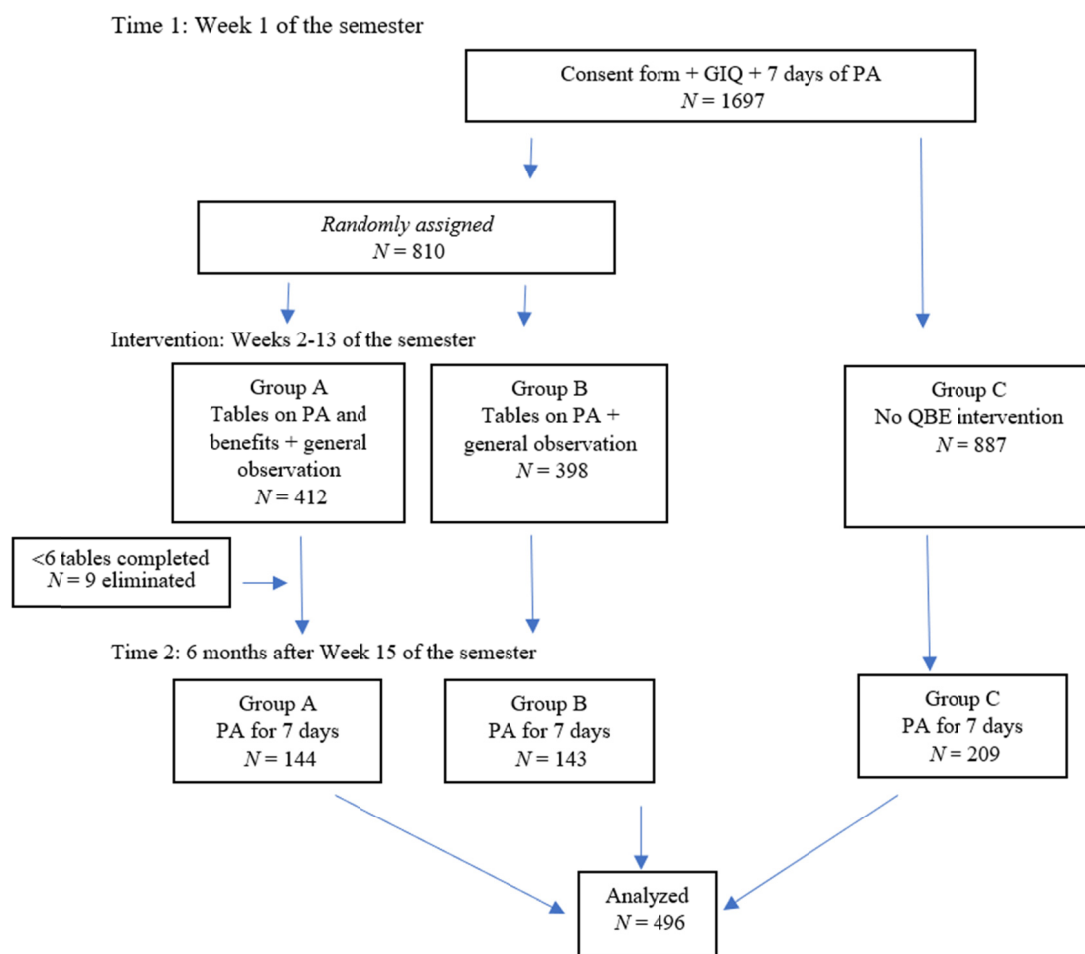 Time 1: Week 1 of the semester
Consent form + GIQ + 7 days of PA
N = 1697
Randomly assigned
N = 810
Intervention: Weeks 2-13 of the semester
Group A
Tables on PA and
benefits + general
observation
N = 412
Group B
Tables on PA +
general observation
N = 398
Group C
No QBE intervention
N = 887
<6 tables completed
N = 9 eliminated
Time 2: 6 months after Week 15 of the semester
Group A
PA for 7 days
N = 144
Group B
PA for 7 days
N = 143
Group C
PA for 7 days
N = 209
Analyzed
N = 496